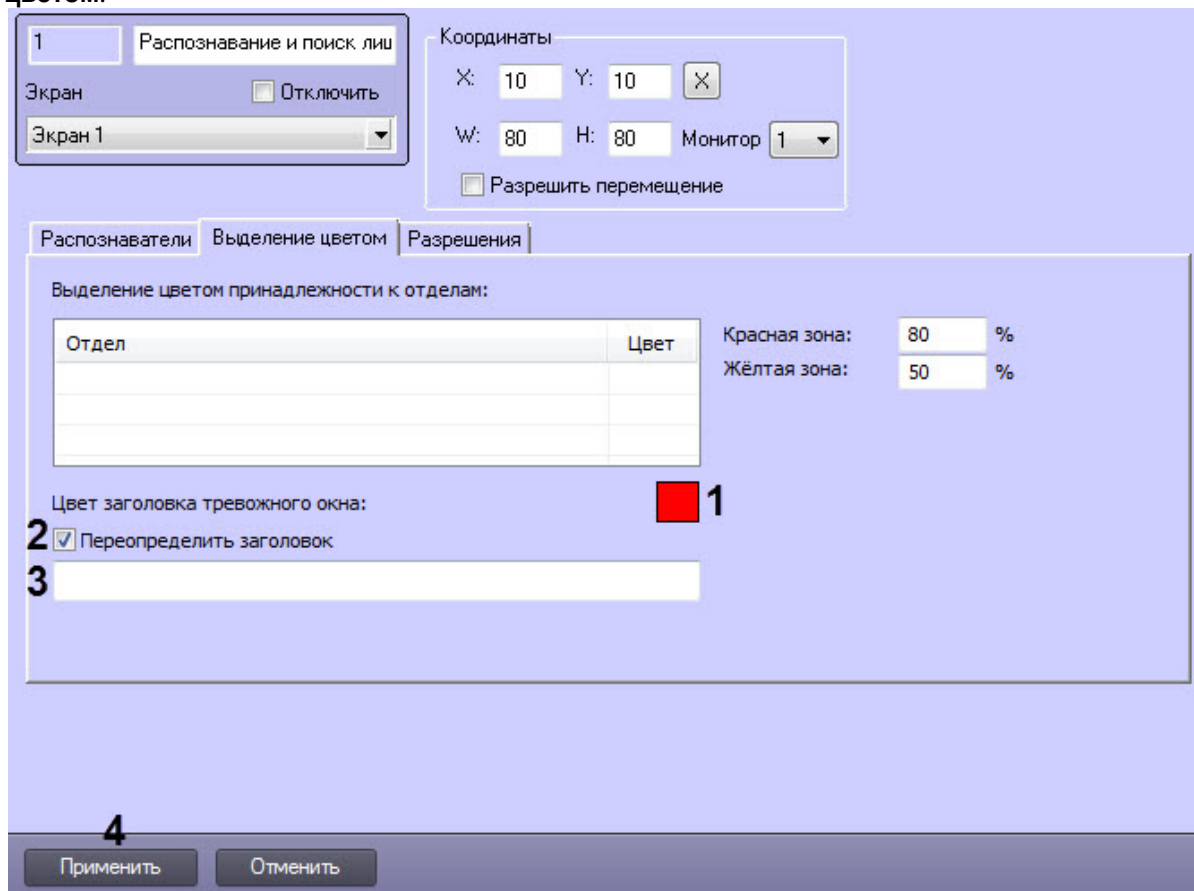 1 Распознавание и поиск лиц
Экран Отключить
Экран 1
Координаты
X: 10 Y: 10 X
W: 80 H: 80 Монитор 1
Разрешить перемещение
Распознаватели Выделение цветом Разрешения
Выделение цветом принадлежности к отделам:
Отдел Цвет
Красная зона: 80 %
Жёлтая зона: 50 %
Цвет заголовка тревожного окна: 1
2 Переопределить заголовок
3
4
Применить Отменить